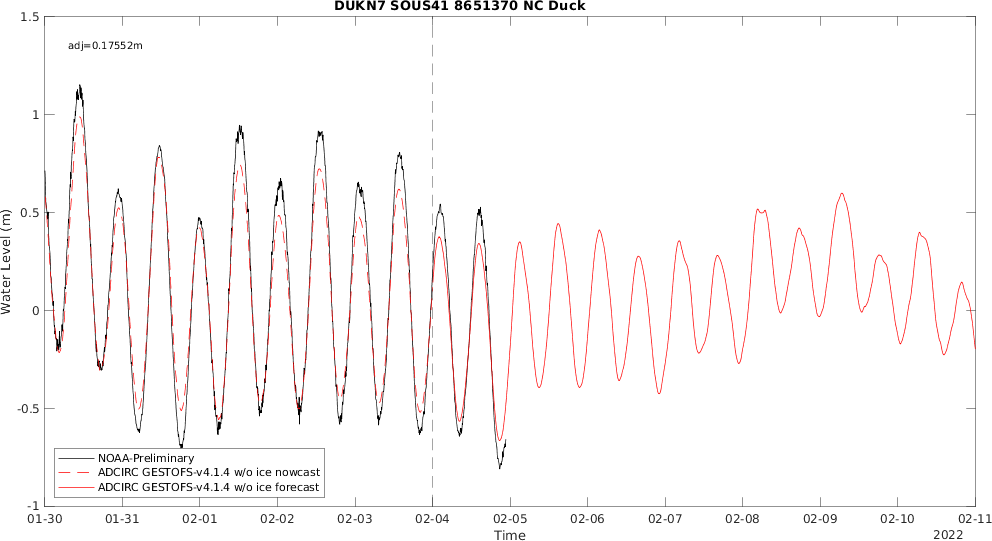 DUKN7 SOUS41 8651370 NC Duck
adj=0.17552m
1.5
1
0.5
0
-0.5
-1
Water Level (m)
NOAA-Preliminary
ADCIRC GESTOFS-v4.1.4 w/o ice nowcast
ADCIRC GESTOFS-v4.1.4 w/o ice forecast
01-30 01-31 02-01 02-02 02-03 02-04 02-05 02-06 02-07 02-08 02-09 02-10 02-11
Time
2022